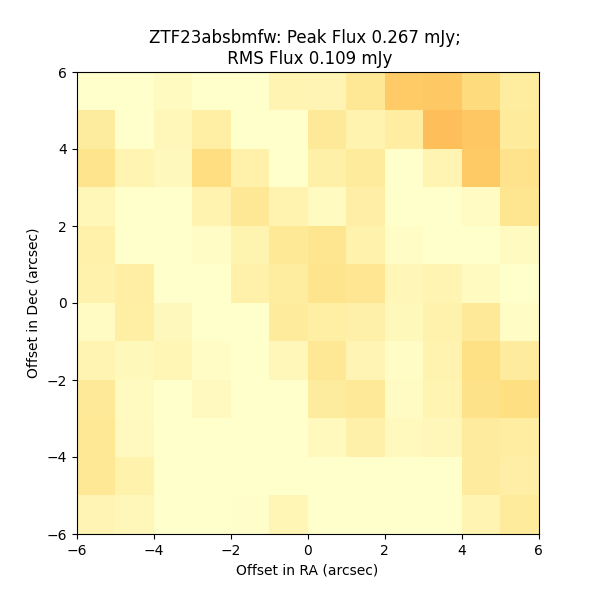 ZTF23absbmfw: Peak Flux 0.267 mJy;
RMS Flux 0.109 mJy
6
4
2
0
−2
−4
−6
Offset in Dec (arcsec)
−6 −4 −2 0 2 4 6
Offset in RA (arcsec)